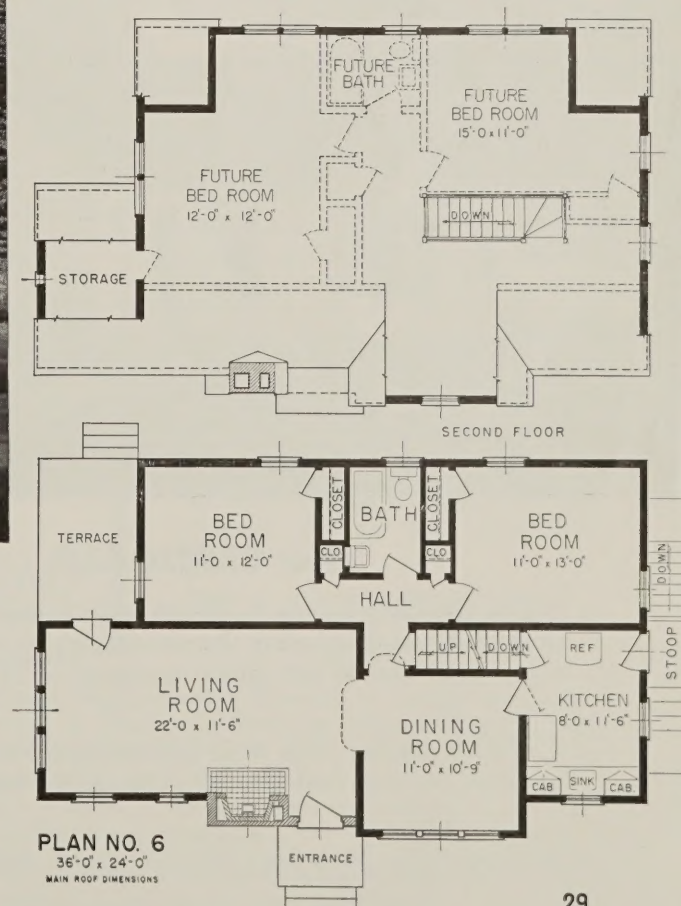 FUTURE
BATH
FUTURE
BED ROOM
15'-0 x 11'-0"
FUTURE
BED ROOM
12'-0" x 12'-0"
DOWN
STORAGE
SECOND FLOOR
TERRACE
BED
ROOM
11'-0 x 12'-0"
CLOSET
BATH
CLOSET
BED
ROOM
11'-0" x 13'-0"
CLO
CLO
HALL
DOWN
STOOP
UP
DOWN
REF
LIVING
ROOM
22'-0 x 11'-6"
DINING
ROOM
11'-0" x 10'-9"
KITCHEN
8'-0 x 11'-6"
CAB
SINK
CAB.
ENTRANCE
PLAN NO. 6
36'-0" x 24'-0"
MAIN ROOF DIMENSIONS
29